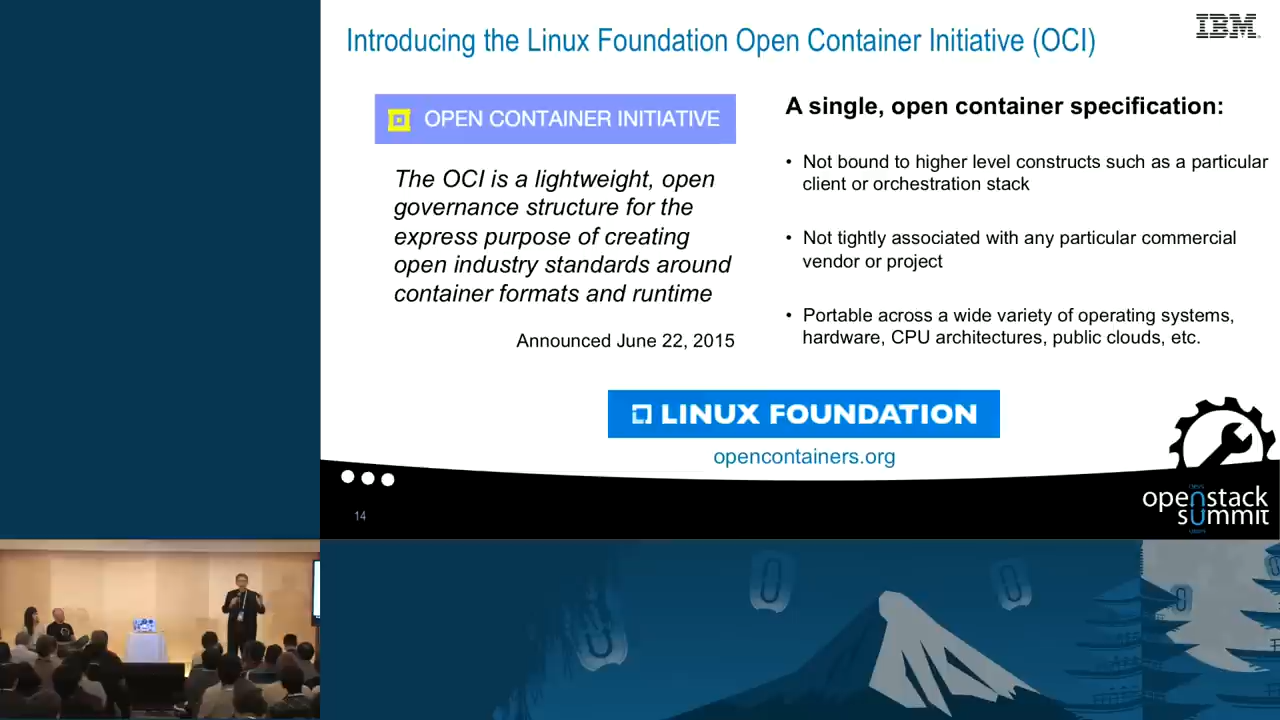 Introducing the Linux Foundation Open Container Initiative (OCI)
IBM
OPEN CONTAINER INITIATIVE
The OCI is a lightweight, open
governance structure for the
express purpose of creating
open industry standards around
container formats and runtime
Announced June 22, 2015
A single, open container specification:
• Not bound to higher level constructs such as a particular
client or orchestration stack
• Not tightly associated with any particular commercial
vendor or project
• Portable across a wide variety of operating systems,
hardware, CPU architectures, public clouds, etc.
LINUX FOUNDATION
opencontainers.org
14
openstack
summit